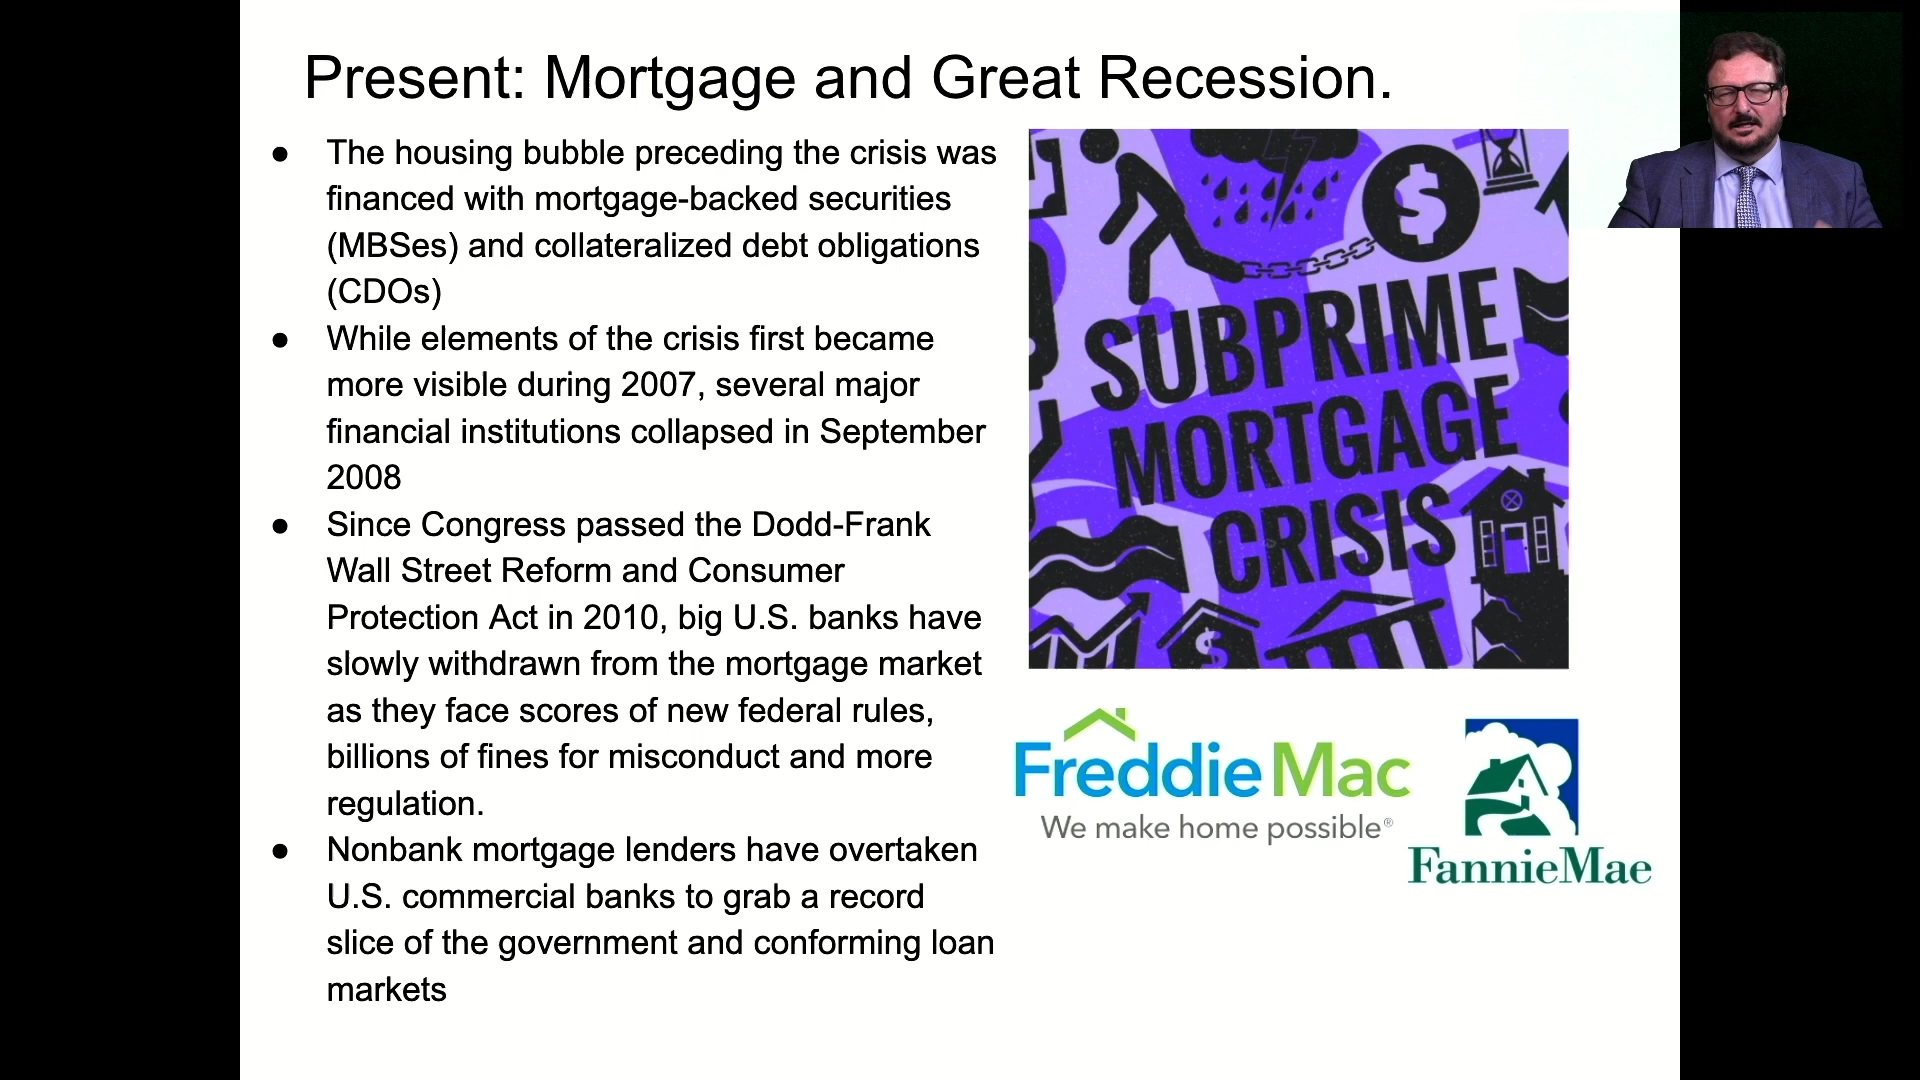 Present: Mortgage and Great Recession.
● The housing bubble preceding the crisis was
financed with mortgage-backed securities
(MBSes) and collateralized debt obligations
(CDOs)
● While elements of the crisis first became
more visible during 2007, several major
financial institutions collapsed in September
2008
● Since Congress passed the Dodd-Frank
Wall Street Reform and Consumer
Protection Act in 2010, big U.S. banks have
slowly withdrawn from the mortgage market
as they face scores of new federal rules,
billions of fines for misconduct and more
regulation.
● Nonbank mortgage lenders have overtaken
U.S. commercial banks to grab a record
slice of the government and conforming loan
markets
$
SUBPRIME
MORTGAGE
CRISIS
$
Freddie Mac
We make home possible®
FannieMae